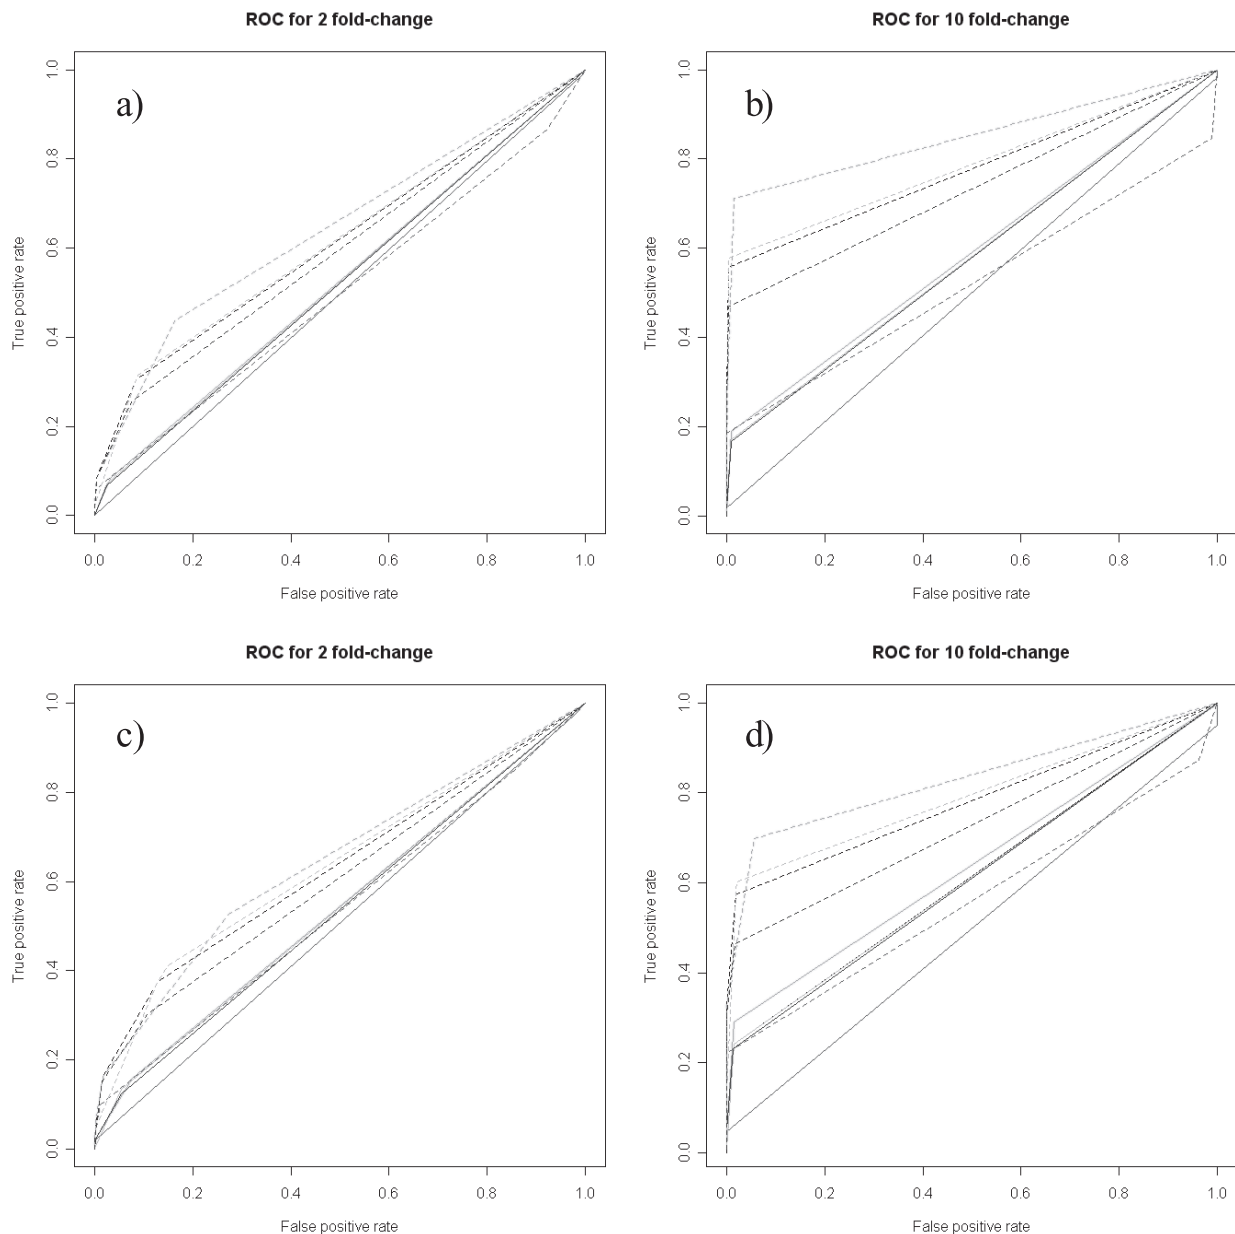 ROC for 2 fold-change
a)
1.0
0.8
0.6
0.4
0.2
0.0
True positive rate
0.0 0.2 0.4 0.6 0.8 1.0
False positive rate
ROC for 10 fold-change
b)
1.0
0.8
0.6
0.4
0.2
0.0
True positive rate
0.0 0.2 0.4 0.6 0.8 1.0
False positive rate
ROC for 2 fold-change
c)
1.0
0.8
0.6
0.4
0.2
0.0
True positive rate
0.0 0.2 0.4 0.6 0.8 1.0
False positive rate
ROC for 10 fold-change
d)
1.0
0.8
0.6
0.4
0.2
0.0
True positive rate
0.0 0.2 0.4 0.6 0.8 1.0
False positive rate